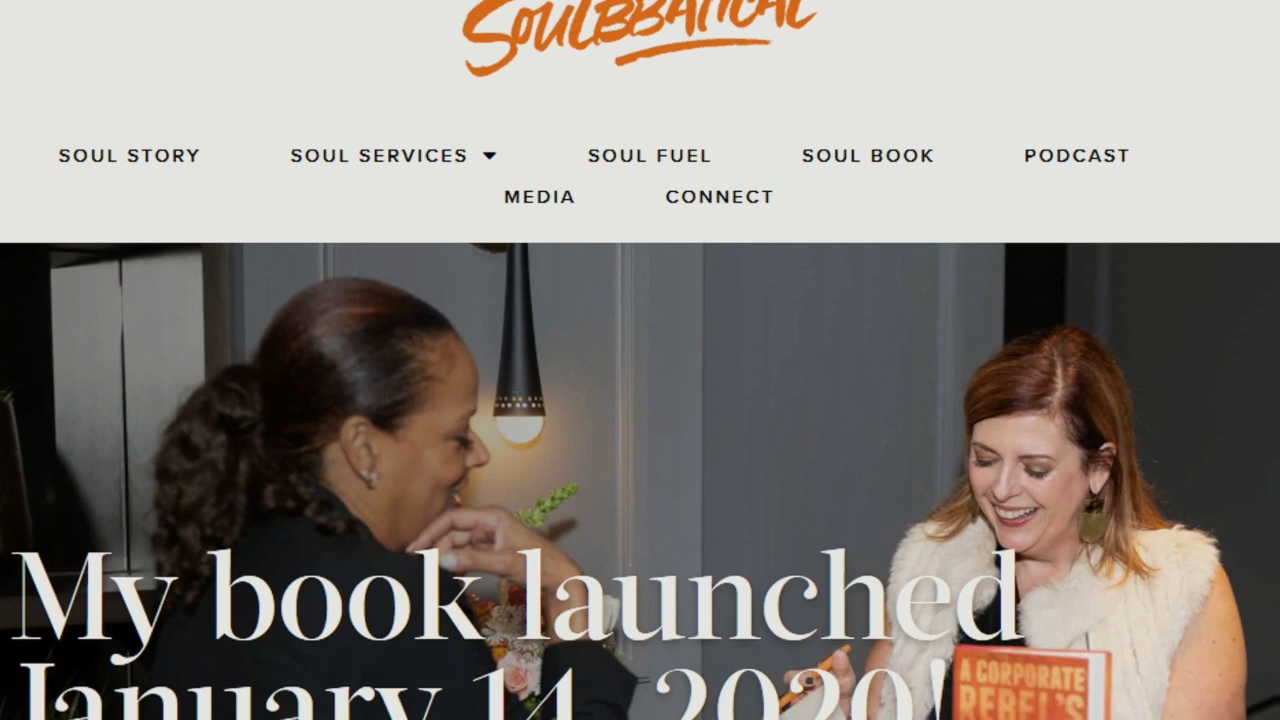 SOULBBATICAL
SOUL STORY SOUL SERVICES SOUL FUEL SOUL BOOK PODCAST
MEDIA CONNECT
My book launched
January 14, 2020!
A CORPORATE
REBEL'S